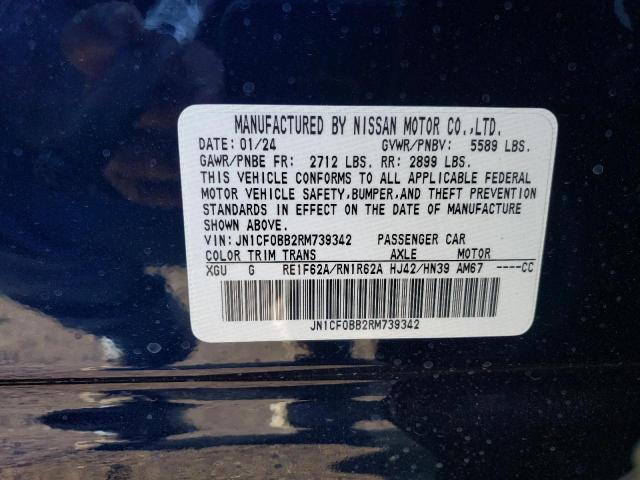 MANUFACTURED BY NISSAN MOTOR CO.,LTD.
DATE: 01/24 GVWR/PNBV: 5589 LBS.
GAWR/PNBE FR: 2712 LBS. RR: 2899 LBS.
THIS VEHICLE CONFORMS TO ALL APPLICABLE FEDERAL
MOTOR VEHICLE SAFETY,BUMPER,AND THEFT PREVENTION
STANDARDS IN EFFECT ON THE DATE OF MANUFACTURE
SHOWN ABOVE.
VIN: JN1CF0BB2RM739342 PASSENGER CAR
COLOR TRIM TRANS AXLE MOTOR
XGU G RE1F62A/RN1R62A HJ42/HN39 AM67 ----CC
JN1CF0BB2RM739342